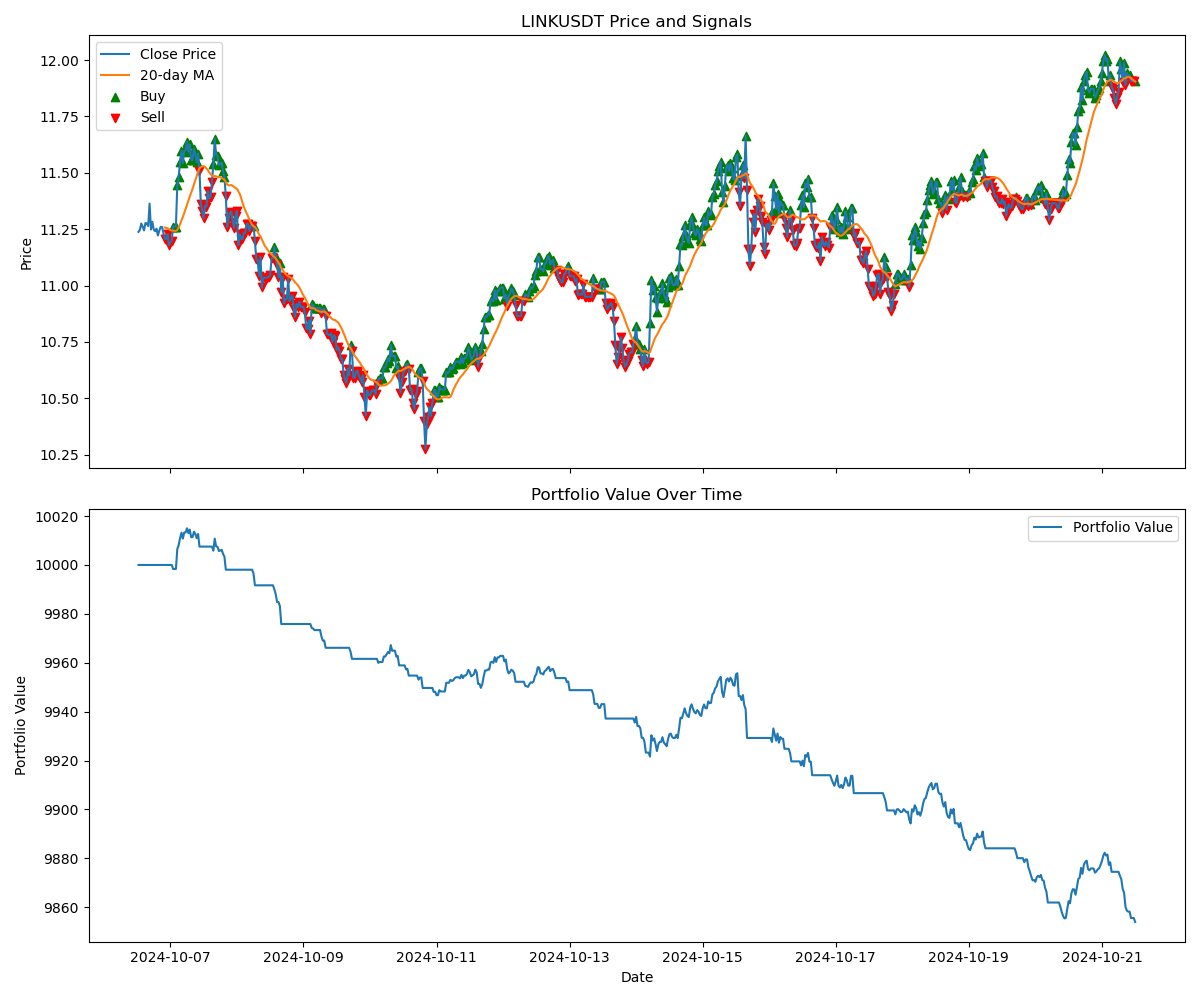 LINKUSDT Price and Signals
Close Price
20-day MA
Buy
Sell
Price
12.00
11.75
11.50
11.25
11.00
10.75
10.50
10.25
Portfolio Value Over Time
Portfolio Value
Portfolio Value
10020
10000
9980
9960
9940
9920
9900
9880
9860
2024-10-07
2024-10-09
2024-10-11
2024-10-13
2024-10-15
2024-10-17
2024-10-19
2024-10-21
Date